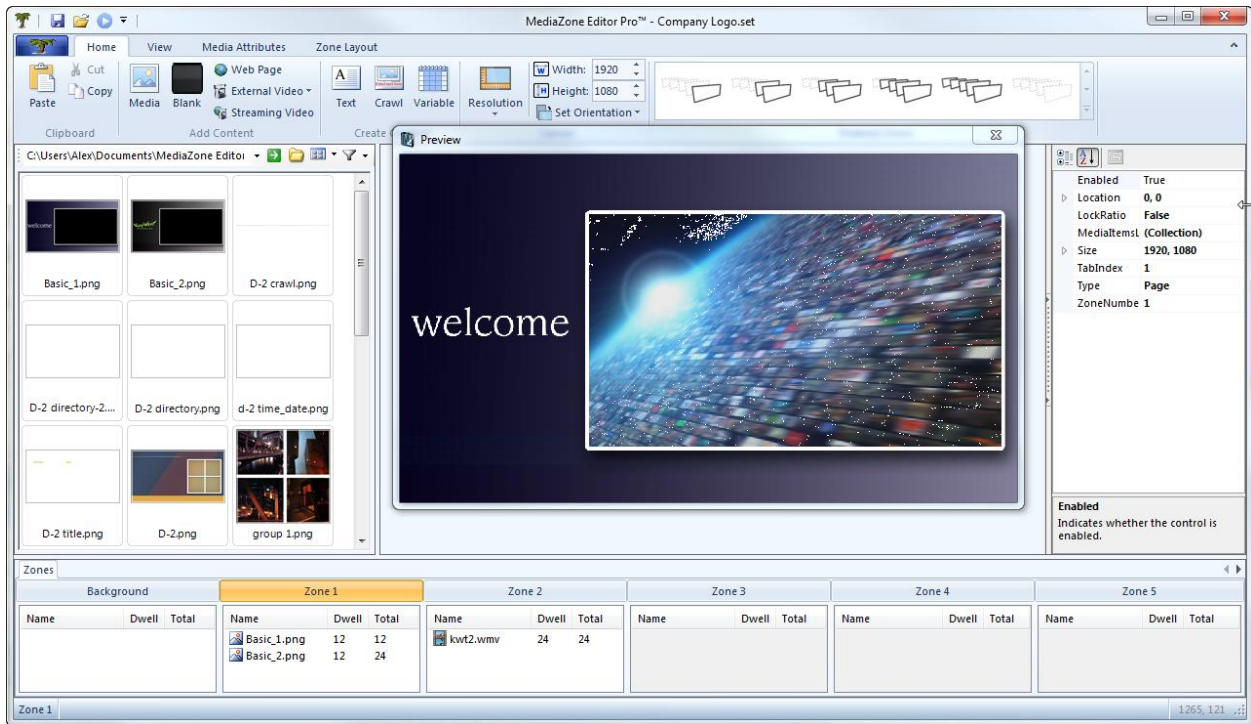 MediaZone Editor Pro™ - Company Logo.set
Home View Media Attributes Zone Layout
Paste
Cut
Copy
Clipboard
Media
Blank
Web Page
External Video
Streaming Video
Add Content
Text
Crawl
Variable
Create
Resolution
Width: 1920
Height: 1080
Set Orientation
C:\Users\Alex\Documents\MediaZone Editor
welcome
Basic_1.png
Basic_2.png
D-2 crawl.png
D-2 directory-2....
D-2 directory.png
d-2 time_date.png
D-2 title.png
D-2.png
group 1.png
Preview
welcome
Enabled True
Location 0, 0
LockRatio False
MediaItemsL (Collection)
Size 1920, 1080
TabIndex 1
Type Page
ZoneNumbe 1
Enabled
Indicates whether the control is
enabled.
Zones
Background Zone 1 Zone 2 Zone 3 Zone 4 Zone 5
Name Dwell Total Name Dwell Total Name Dwell Total Name Dwell Total Name Dwell Total Name Dwell Total
Basic_1.png 12 12 kwt2.wmv 24 24
Basic_2.png 12 24
Zone 1 1265, 121